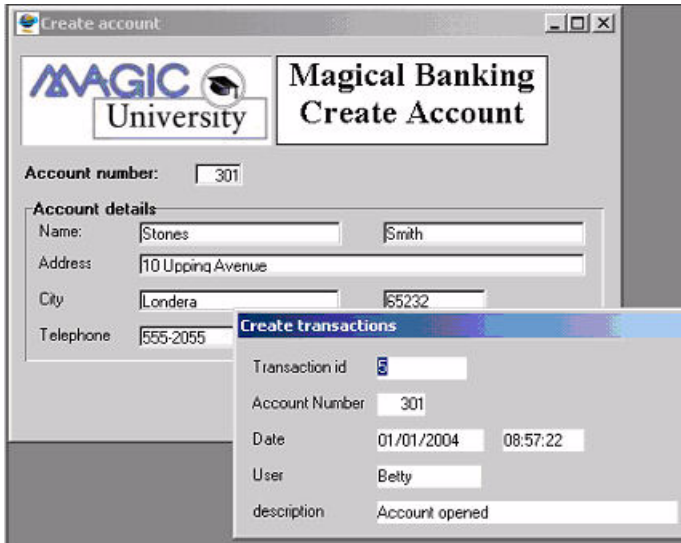 Create account
MAGIC
University
Magical Banking
Create Account
Account number: 301
Account details
Name: Stones Smith
Address 10 Upping Avenue
City Londera 65232
Telephone 555-2055
Create transactions
Transaction id 5
Account Number 301
Date 01/01/2004 08:57:22
User Betty
description Account opened